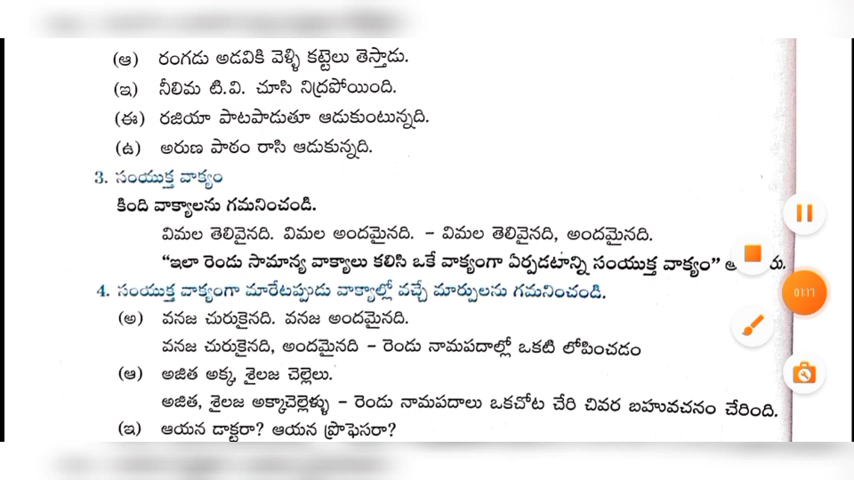 (ఆ) రంగడు అడవికి వెళ్ళి కట్టెలు తెస్తాడు.
(ఇ) నీలిమ టి.వి. చూసి నిద్రపోయింది.
(ఈ) రజియా పాటపాడుతూ ఆడుకుంటున్నది.
(ఉ) అరుణ పాఠం రాసి ఆడుకున్నది.
3. సంయుక్త వాక్యం
కింది వాక్యాలను గమనించండి.
విమల తెలివైనది. విమల అందమైనది. – విమల తెలివైనది, అందమైనది.
“ఇలా రెండు సామాన్య వాక్యాలు కలిసి ఒకే వాక్యంగా ఏర్పడటాన్ని సంయుక్త వాక్యం”
4. సంయుక్త వాక్యంగా మారేటప్పుడు వాక్యాల్లో వచ్చే మార్పులను గమనించండి.
(అ) వనజ చురుకైనది. వనజ అందమైనది.
వనజ చురుకైనది, అందమైనది – రెండు నామపదాల్లో ఒకటి లోపించడం
(ఆ) అజిత అక్క, శైలజ చెల్లెలు.
అజిత, శైలజ అక్కాచెల్లెళ్ళు – రెండు నామపదాలు ఒకచోట చేరి చివర బహువచనం చేరింది.
(ఇ) ఆయన డాక్టరా? ఆయన ప్రొఫెసరా?
01:17